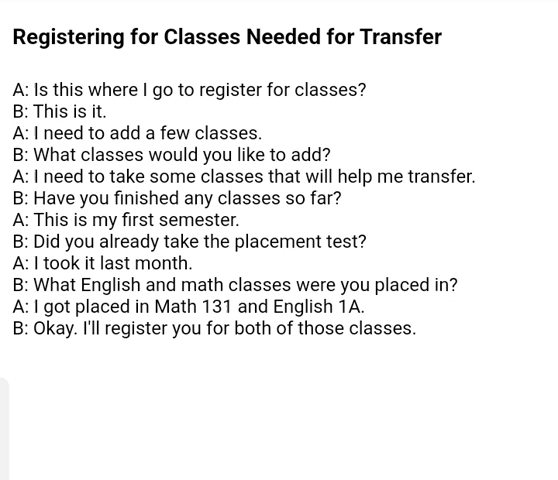 Registering for Classes Needed for Transfer
A: Is this where I go to register for classes?
B: This is it.
A: I need to add a few classes.
B: What classes would you like to add?
A: I need to take some classes that will help me transfer.
B: Have you finished any classes so far?
A: This is my first semester.
B: Did you already take the placement test?
A: I took it last month.
B: What English and math classes were you placed in?
A: I got placed in Math 131 and English 1A.
B: Okay. I'll register you for both of those classes.